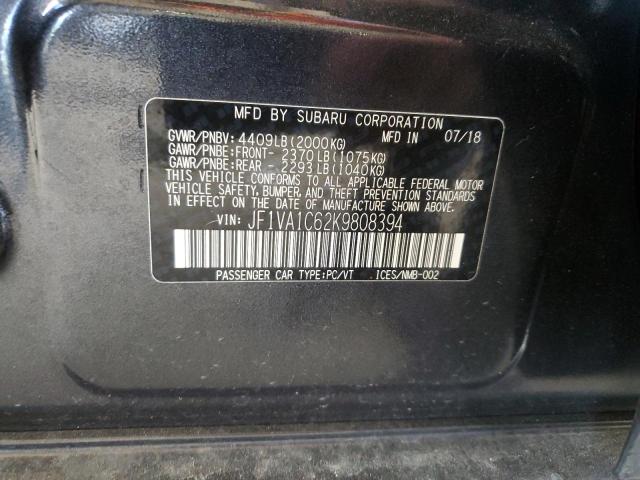 MFD BY SUBARU CORPORATION
GVWR/PNBV: 4409LB(2000KG) MFD IN 07/18
GAWR/PNBE:FRONT- 2370LB(1075KG)
GAWR/PNBE:REAR - 2293LB(1040KG)
THIS VEHICLE CONFORMS TO ALL APPLICABLE FEDERAL MOTOR
VEHICLE SAFETY, BUMPER, AND THEFT PREVENTION STANDARDS
IN EFFECT ON THE DATE OF MANUFACTURE SHOWN ABOVE.
VIN: JF1VA1C62K9808394
PASSENGER CAR TYPE:PC/VT ICES/NMB-002